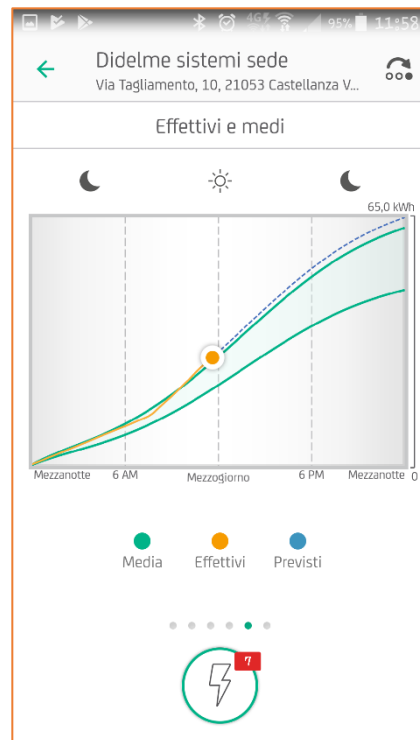 4G 95% 11:58
Didelme sistemi sede
Via Tagliamento, 10, 21053 Castellanza V...
Effettivi e medi
65,0 kWh
Mezzanotte 6 AM Mezzogiorno 6 PM Mezzanotte 0
Media Effettivi Previsti
7